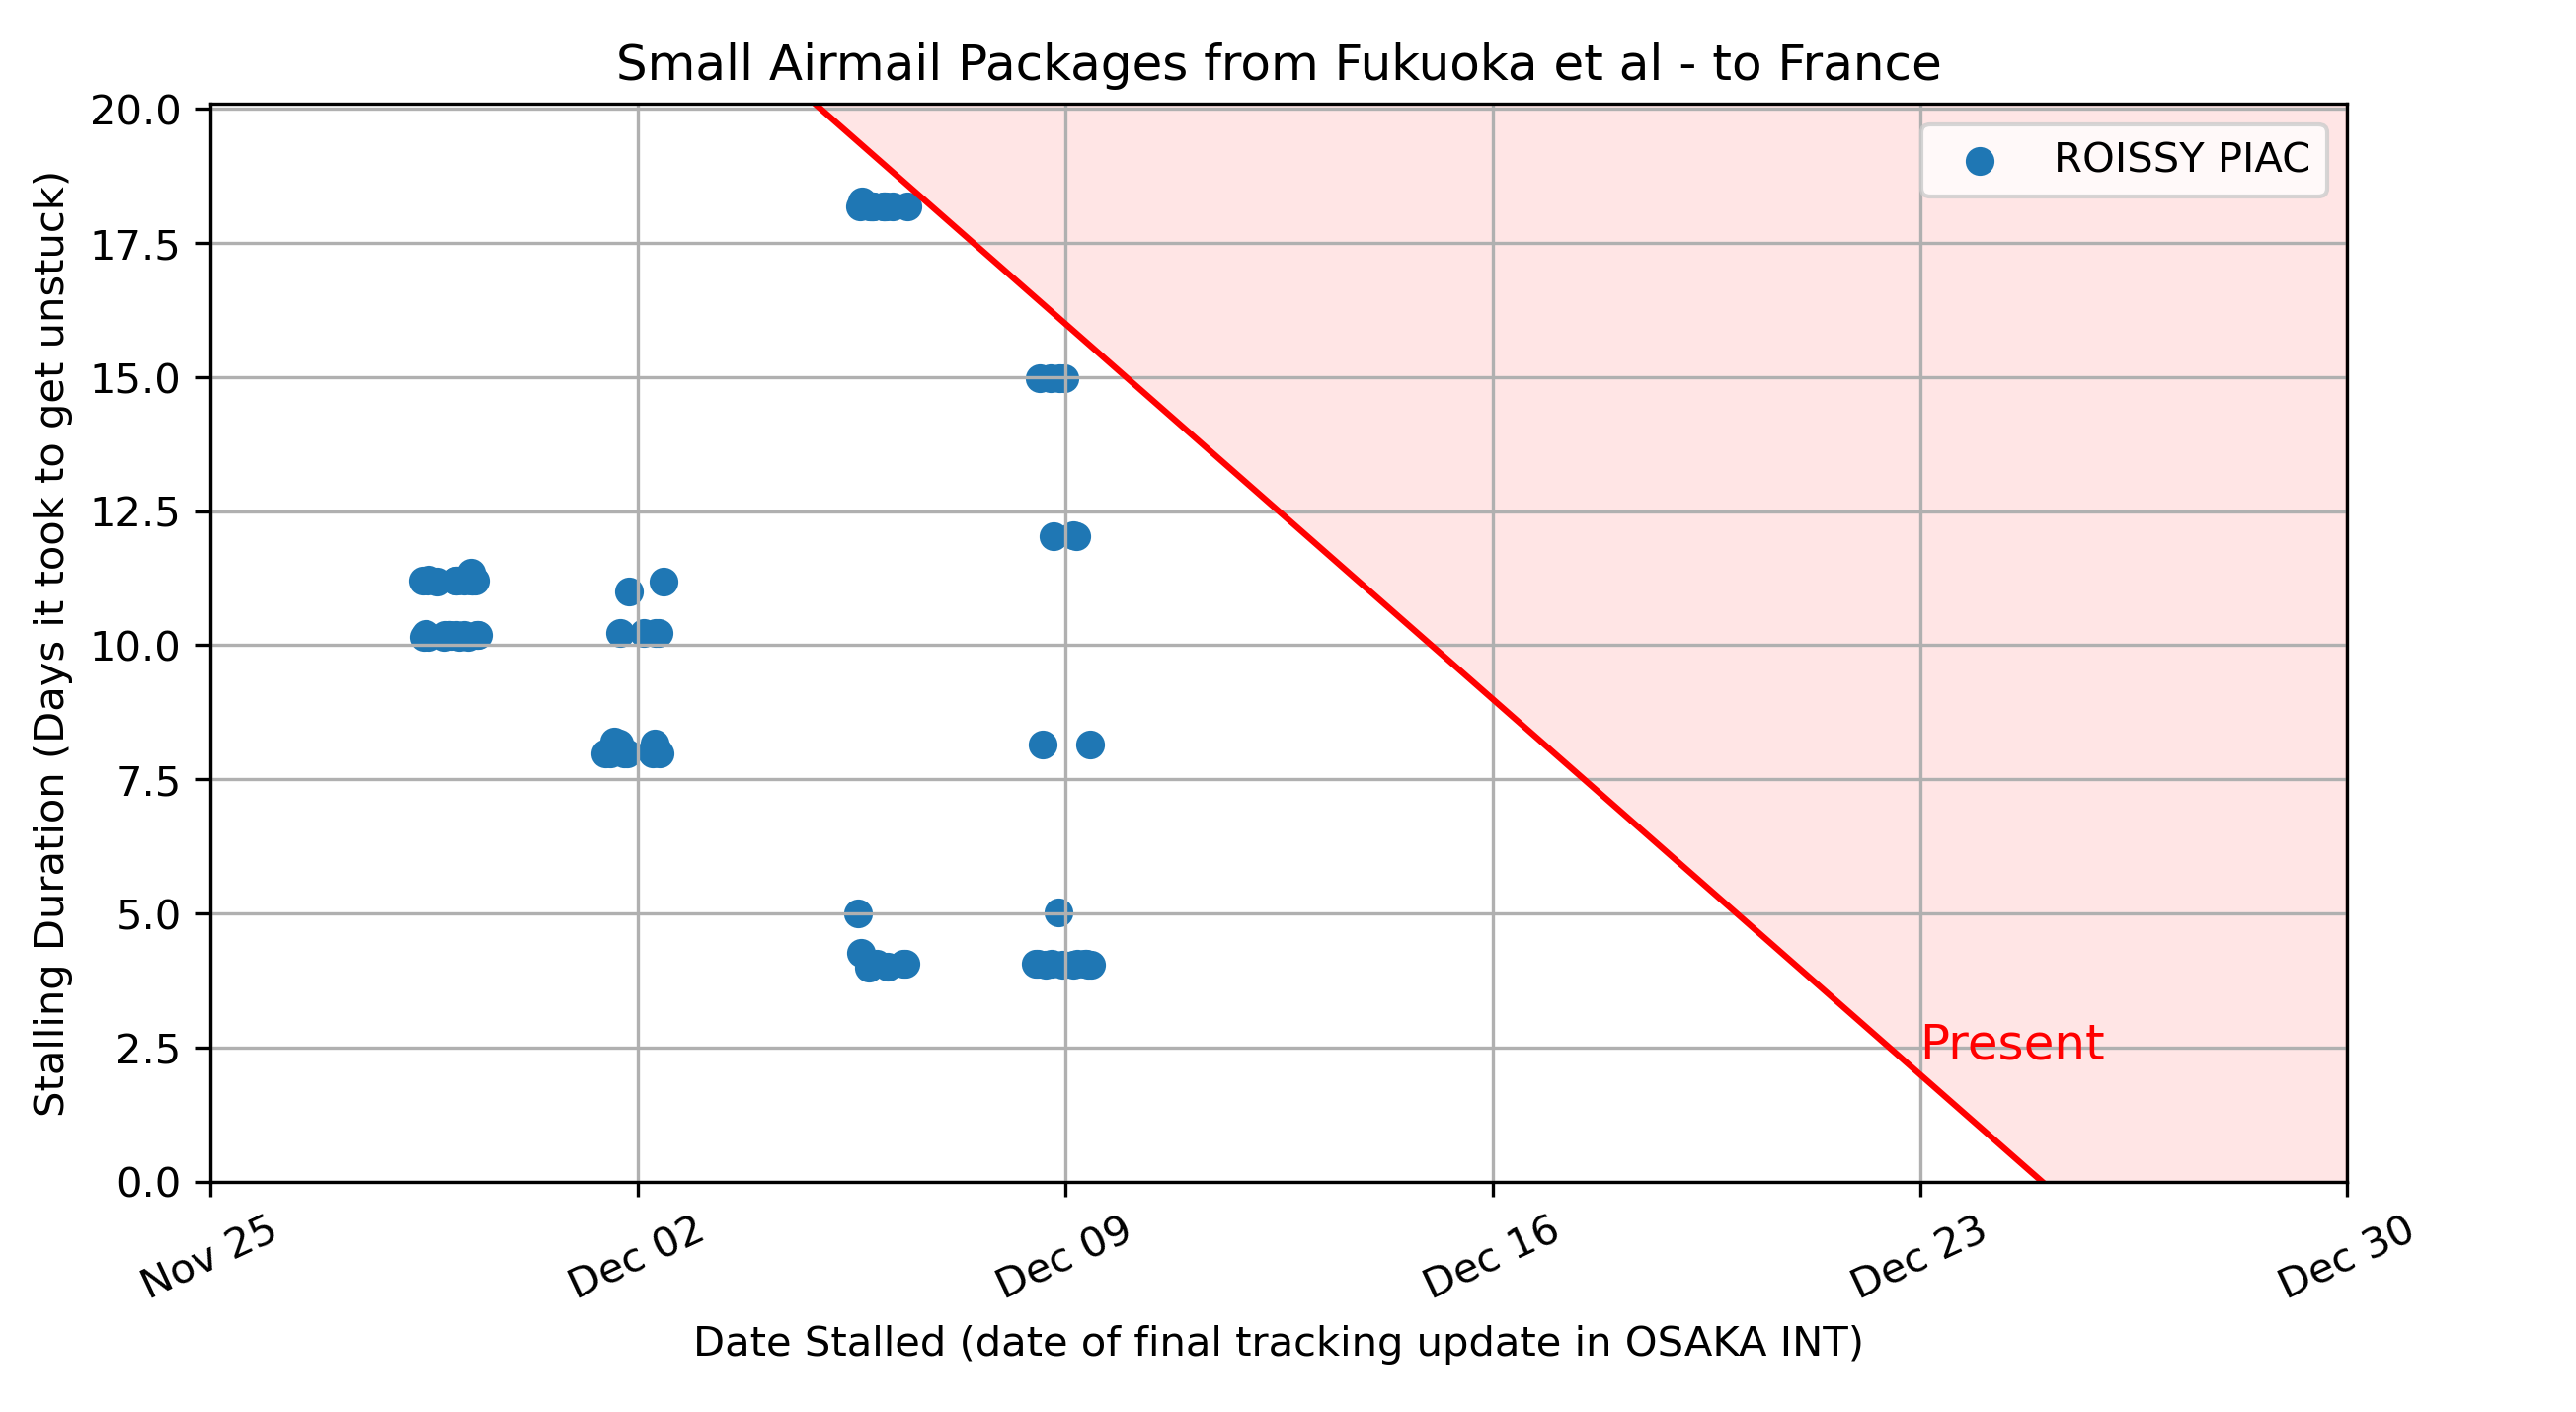 Small Airmail Packages from Fukuoka et al - to France
ROISSY PIAC
Stalling Duration (Days it took to get unstuck)
20.0
17.5
15.0
12.5
10.0
7.5
5.0
2.5
0.0
Present
Nov 25
Dec 02
Dec 09
Dec 16
Dec 23
Dec 30
Date Stalled (date of final tracking update in OSAKA INT)